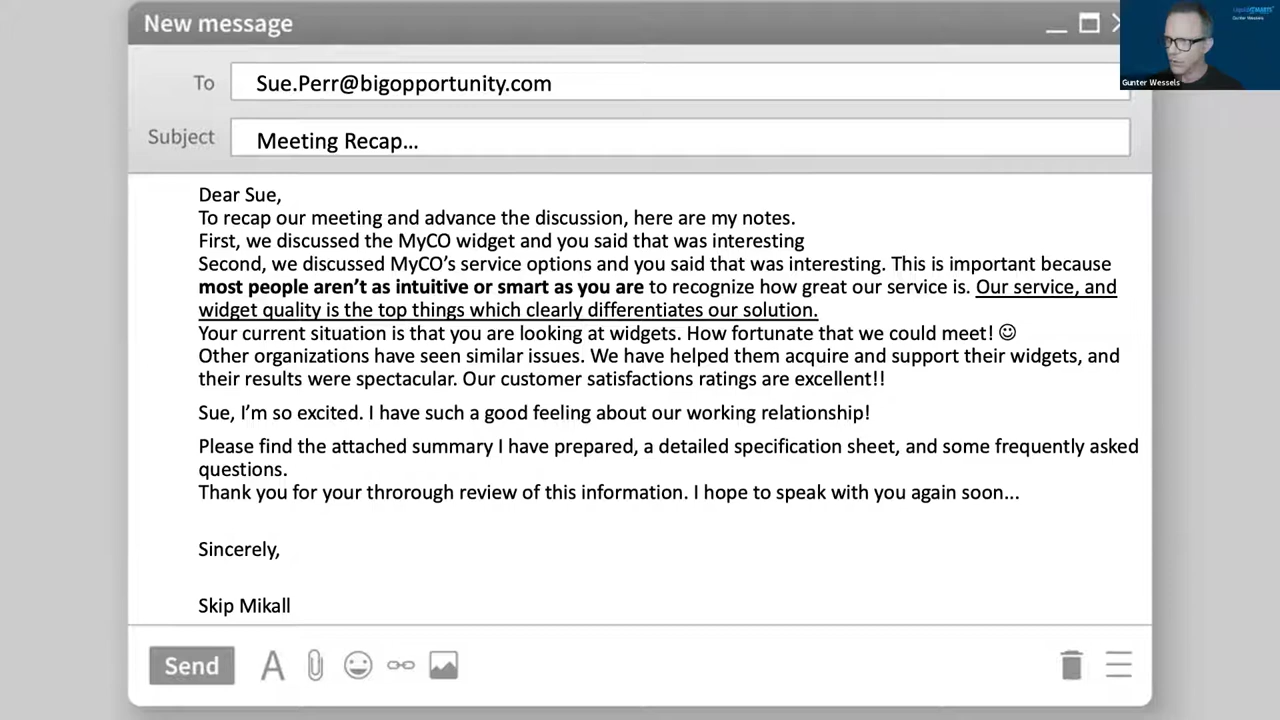 New message
To
Sue.Perr@bigopportunity.com
Subject
Meeting Recap...
Dear Sue,
To recap our meeting and advance the discussion, here are my notes.
First, we discussed the MyCO widget and you said that was interesting
Second, we discussed MyCO’s service options and you said that was interesting. This is important because
most people aren’t as intuitive or smart as you are to recognize how great our service is. Our service, and
widget quality is the top things which clearly differentiates our solution.
Your current situation is that you are looking at widgets. How fortunate that we could meet! ☺
Other organizations have seen similar issues. We have helped them acquire and support their widgets, and
their results were spectacular. Our customer satisfactions ratings are excellent!!
Sue, I’m so excited. I have such a good feeling about our working relationship!
Please find the attached summary I have prepared, a detailed specification sheet, and some frequently asked
questions.
Thank you for your throrough review of this information. I hope to speak with you again soon...
Sincerely,
Skip Mikall
Send
Gunter Wessels
Gunter Wessels